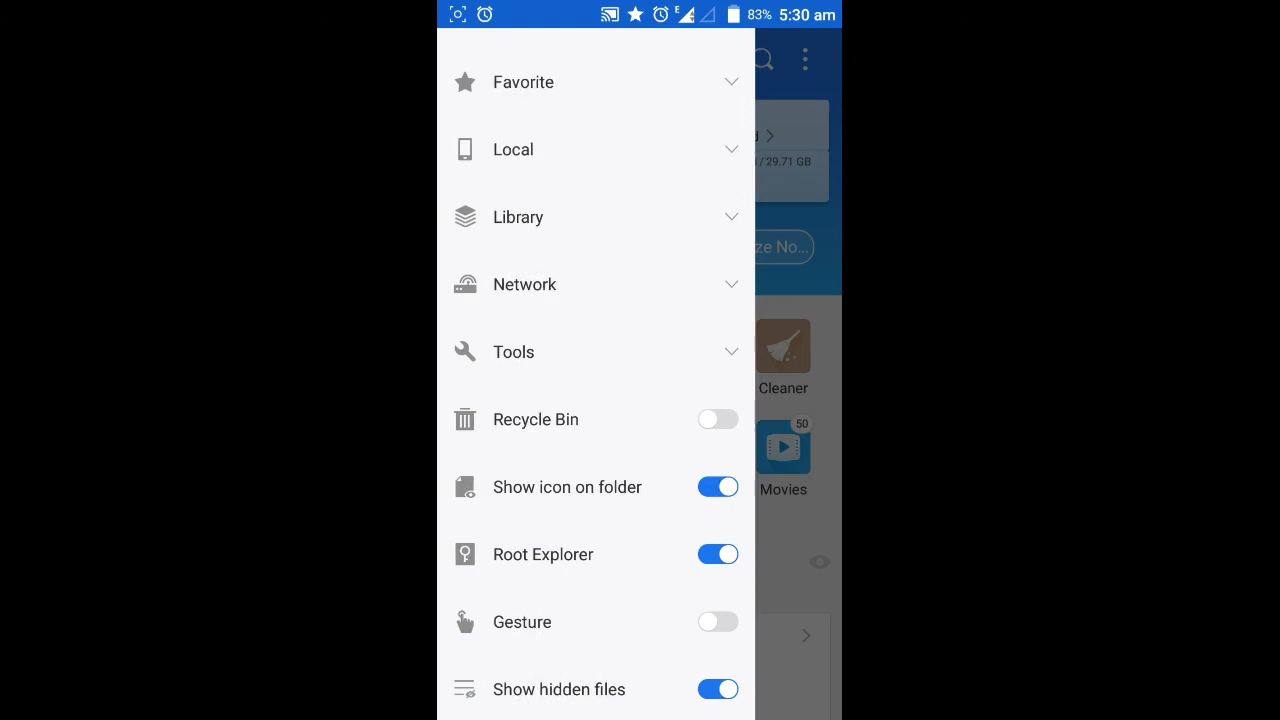 E 83% 5:30 am
Favorite
Local
/ 29.71 GB
Library
ze No...
Network
Tools
Cleaner
Recycle Bin
50
Show icon on folder
Movies
Root Explorer
Gesture
Show hidden files